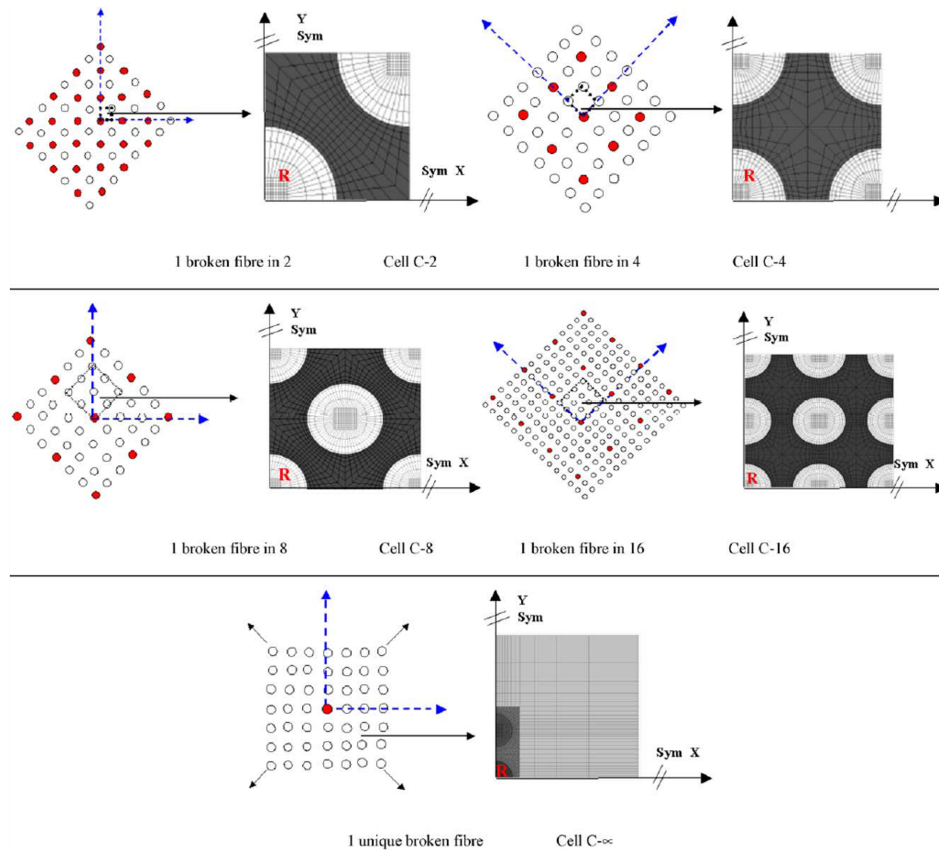 Y
Sym
R
Sym X
Y
Sym
R
1 broken fibre in 2 Cell C-2 1 broken fibre in 4 Cell C-4
Y
Sym
R
Sym X
Y
Sym
R
Sym X
1 broken fibre in 8 Cell C-8 1 broken fibre in 16 Cell C-16
Y
Sym
R
Sym X
1 unique broken fibre Cell C-∞